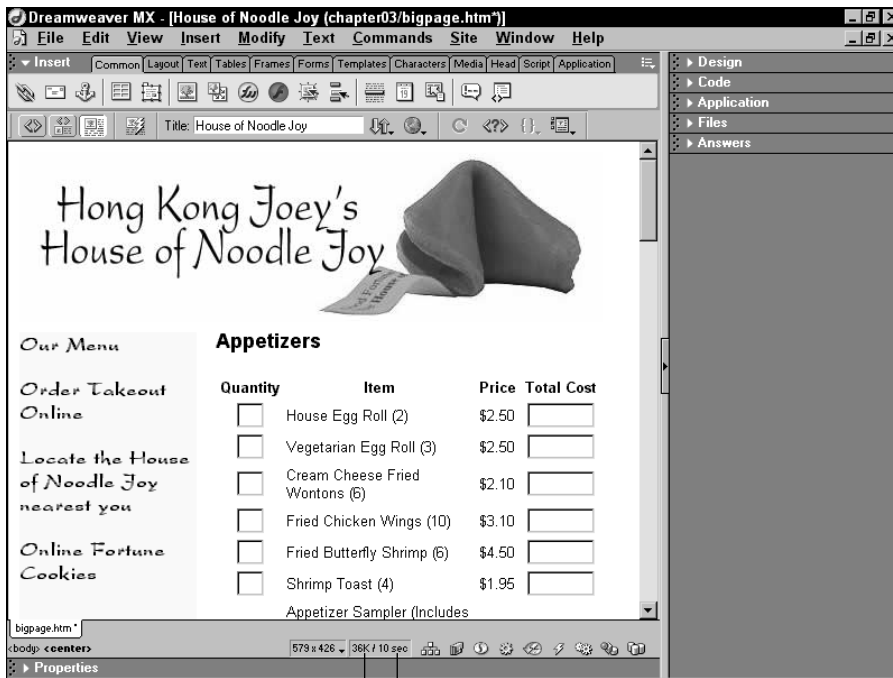 Dreamweaver MX - [House of Noodle Joy (chapter03/bigpage.htm*)]
File Edit View Insert Modify Text Commands Site Window Help
Insert Common Layout Text Tables Frames Forms Templates Characters Media Head Script Application
Title: House of Noodle Joy
Design
Code
Application
Files
Answers
Hong Kong Joey's
House of Noodle Joy
Our Menu
Order Takeout
Online
Locate the House
of Noodle Joy
nearest you
Online Fortune
Cookies
Appetizers
Quantity Item Price Total Cost
House Egg Roll (2) $2.50
Vegetarian Egg Roll (3) $2.50
Cream Cheese Fried
Wontons (6) $2.10
Fried Chicken Wings (10) $3.10
Fried Butterfly Shrimp (6) $4.50
Shrimp Toast (4) $1.95
Appetizer Sampler (Includes
bigpage.htm*
<body> <center> 579 x 426 36K / 10 sec
Properties